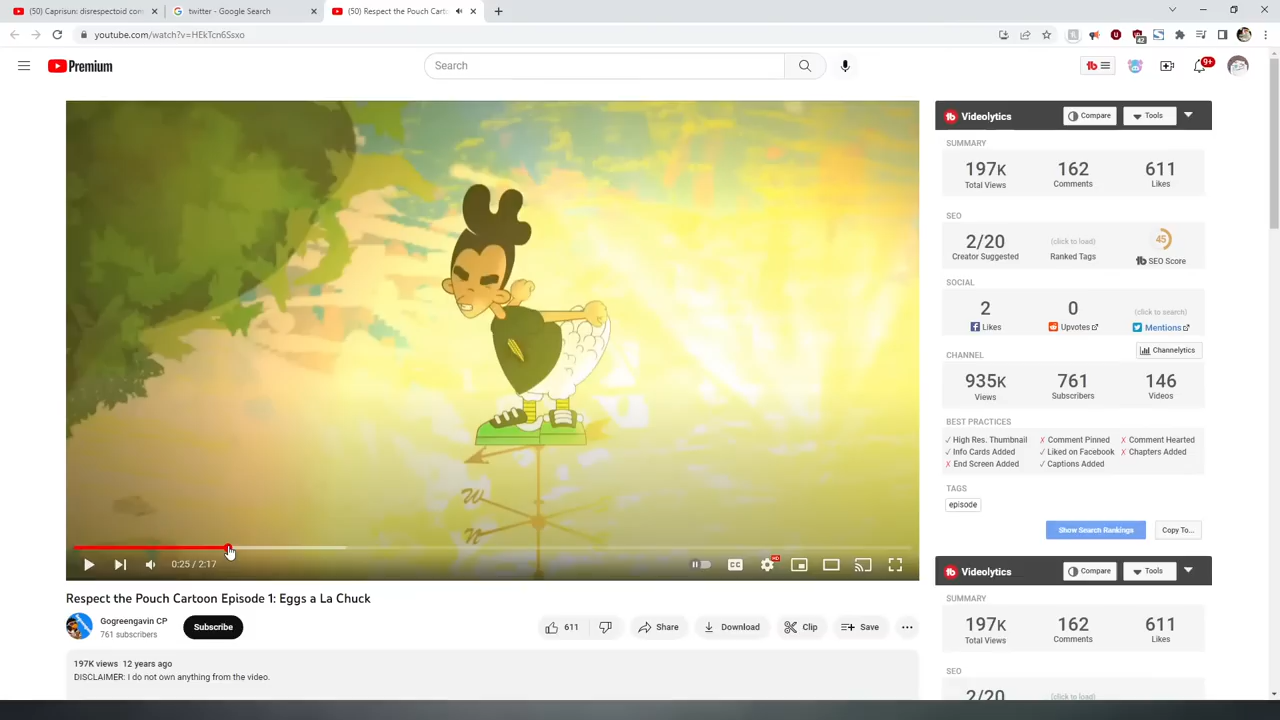 (50) Caprisun: disrespectoid com
twitter - Google Search
(50) Respect the Pouch Carto
youtube.com/watch?v=HEkTcn6Ssxo
42
Premium
Search
9+
Videolytics
Compare
Tools
SUMMARY
197K 162 611
Total Views Comments Likes
SEO
2/20 (click to load) 45
Creator Suggested Ranked Tags SEO Score
SOCIAL
2 0 (click to search)
Likes Upvotes Mentions
Channelytics
CHANNEL
935K 761 146
Views Subscribers Videos
BEST PRACTICES
✓ High Res. Thumbnail ✗ Comment Pinned ✗ Comment Hearted
✓ Info Cards Added ✓ Liked on Facebook ✗ Chapters Added
✗ End Screen Added ✓ Captions Added
TAGS
episode
Show Search Rankings Copy To...
W
0:25 / 2:17
CC
HD
Respect the Pouch Cartoon Episode 1: Eggs a La Chuck
Gogreengavin CP
761 subscribers
Subscribe
611
Share
Download
Clip
Save
197K views 12 years ago
DISCLAIMER: I do not own anything from the video.
Videolytics
Compare
Tools
SUMMARY
197K 162 611
Total Views Comments Likes
SEO
2/20 (click to load)